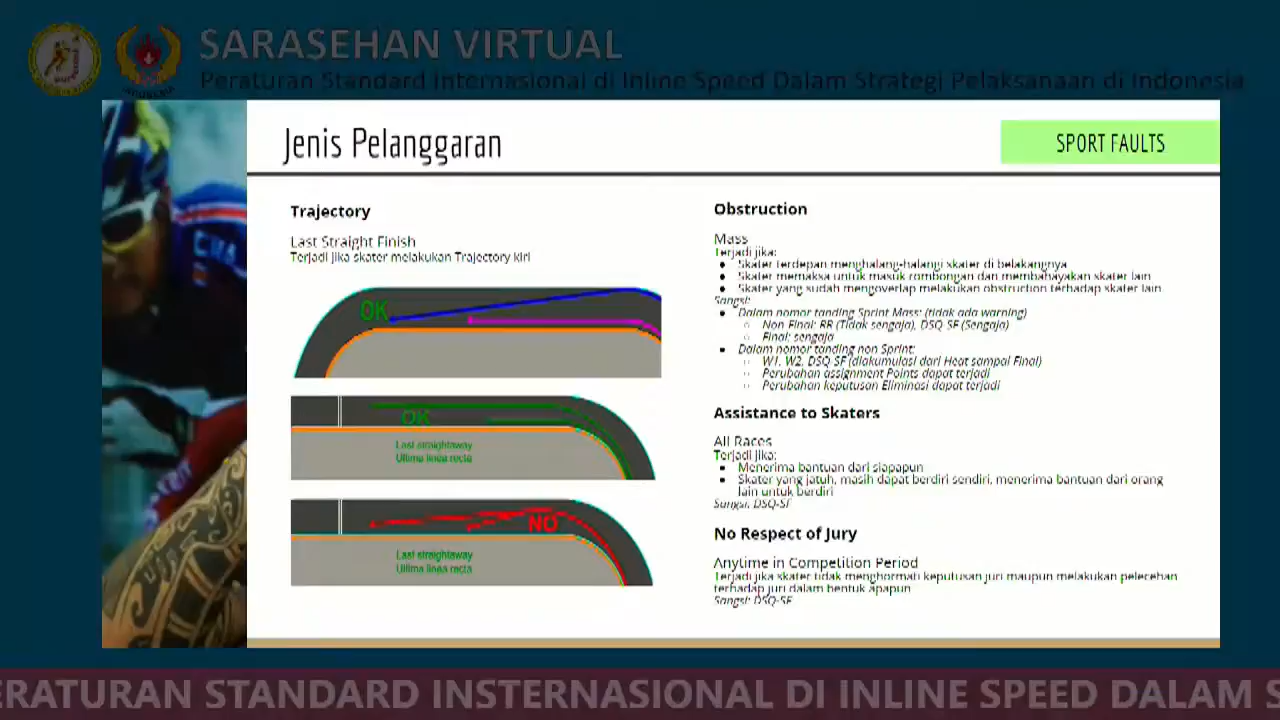 SARASEHAN VIRTUAL
Peraturan Standard Internasional di Inline Speed Dalam Strategi Pelaksanaan di Indonesia
Jenis Pelanggaran
SPORT FAULTS
Trajectory
Last Straight Finish
Terjadi jika skater melakukan Trajectory kiri
OK
OK
Last straightaway
Ultima linea recta
NO
Last straightaway
Ultima linea recta
Obstruction
Mass
Terjadi jika:
● Skater terdepan menghalang-halangi skater di belakangnya
● Skater memaksa untuk masuk rombongan dan membahayakan skater lain
● Skater yang sudah mengoverlap melakukan obstruction terhadap skater lain
Sangsi:
● Dalam nomor tanding Sprint Mass: (tidak ada warning)
○ Non Final: RR (Tidak sengaja), DSQ-SF (Sengaja)
○ Final: sengaja
● Dalam nomor tanding non Sprint:
○ W1, W2, DSQ-SF (diakumulasi dari Heat sampai Final)
○ Perubahan assignment Points dapat terjadi
○ Perubahan keputusan Eliminasi dapat terjadi
Assistance to Skaters
All Races
Terjadi jika:
● Menerima bantuan dari siapapun
● Skater yang jatuh, masih dapat berdiri sendiri, menerima bantuan dari orang
lain untuk berdiri
Sangsi: DSQ-SF
No Respect of Jury
Anytime in Competition Period
Terjadi jika skater tidak menghormati keputusan juri maupun melakukan pelecehan
terhadap juri dalam bentuk apapun
Sangsi: DSQ-SF
ERATURAN STANDARD INSTERNASIONAL DI INLINE SPEED DALAM S